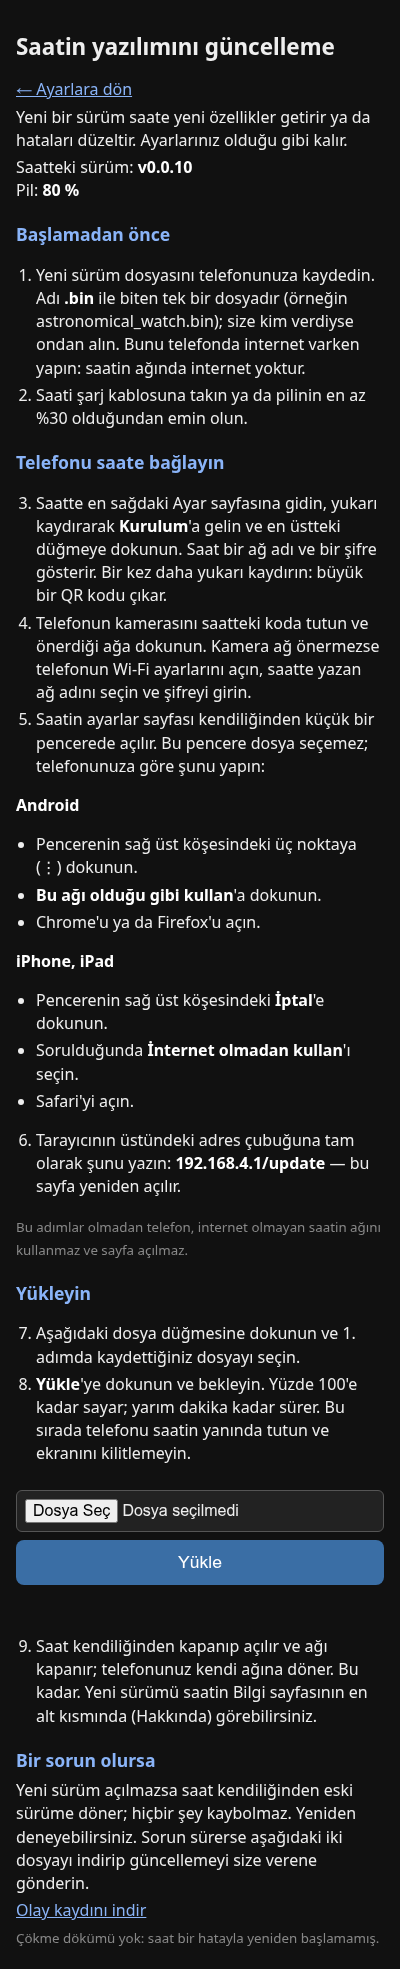 Saatin yazılımını güncelleme
← Ayarlara dön
Yeni bir sürüm saate yeni özellikler getirir ya da
hataları düzeltir. Ayarlarınız olduğu gibi kalır.
Saatteki sürüm: v0.0.10
Pil: 80 %
Başlamadan önce
1. Yeni sürüm dosyasını telefonunuza kaydedin.
Adı .bin ile biten tek bir dosyadır (örneğin
astronomical_watch.bin); size kim verdiyse
ondan alın. Bunu telefonda internet varken
yapın: saatin ağında internet yoktur.
2. Saati şarj kablosuna takın ya da pilinin en az
%30 olduğundan emin olun.
Telefonu saate bağlayın
3. Saatte en sağdaki Ayar sayfasına gidin, yukarı
kaydırarak Kurulum'a gelin ve en üstteki
düğmeye dokunun. Saat bir ağ adı ve bir şifre
gösterir. Bir kez daha yukarı kaydırın: büyük
bir QR kodu çıkar.
4. Telefonun kamerasını saatteki koda tutun ve
önerdiği ağa dokunun. Kamera ağ önermezse
telefonun Wi-Fi ayarlarını açın, saatte yazan
ağ adını seçin ve şifreyi girin.
5. Saatin ayarlar sayfası kendiliğinden küçük bir
pencerede açılır. Bu pencere dosya seçemez;
telefonunuza göre şunu yapın:
Android
• Pencerenin sağ üst köşesindeki üç noktaya
(⋮) dokunun.
• Bu ağı olduğu gibi kullan'a dokunun.
• Chrome'u ya da Firefox'u açın.
iPhone, iPad
• Pencerenin sağ üst köşesindeki İptal'e
dokunun.
• Sorulduğunda İnternet olmadan kullan'ı
seçin.
• Safari'yi açın.
6. Tarayıcının üstündeki adres çubuğuna tam
olarak şunu yazın: 192.168.4.1/update — bu
sayfa yeniden açılır.
Bu adımlar olmadan telefon, internet olmayan saatin ağını
kullanmaz ve sayfa açılmaz.
Yükleyin
7. Aşağıdaki dosya düğmesine dokunun ve 1.
adımda kaydettiğiniz dosyayı seçin.
8. Yükle'ye dokunun ve bekleyin. Yüzde 100'e
kadar sayar; yarım dakika kadar sürer. Bu
sırada telefonu saatin yanında tutun ve
ekranını kilitlemeyin.
Dosya Seç Dosya seçilmedi
Yükle
9. Saat kendiliğinden kapanıp açılır ve ağı
kapanır; telefonunuz kendi ağına döner. Bu
kadar. Yeni sürümü saatin Bilgi sayfasının en
alt kısmında (Hakkında) görebilirsiniz.
Bir sorun olursa
Yeni sürüm açılmazsa saat kendiliğinden eski
sürüme döner; hiçbir şey kaybolmaz. Yeniden
deneyebilirsiniz. Sorun sürerse aşağıdaki iki
dosyayı indirip güncellemeyi size verene
gönderin.
Olay kaydını indir
Çökme dökümü yok: saat bir hatayla yeniden başlamamış.